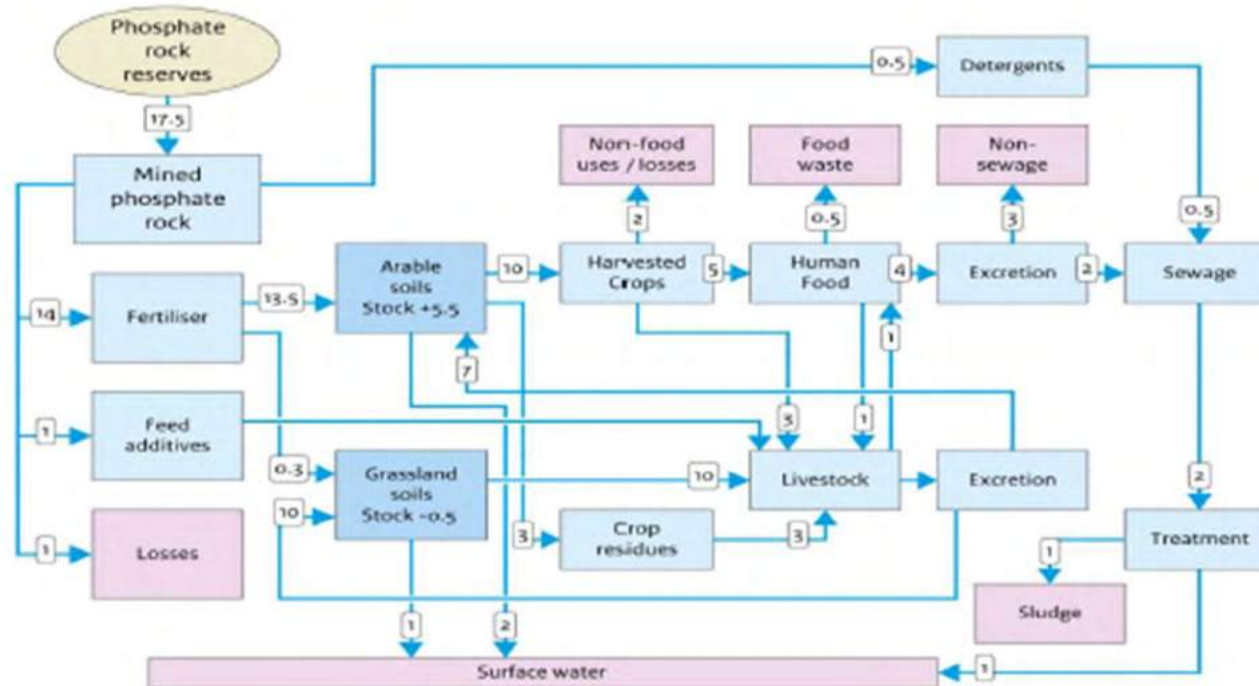 Phosphate
rock
reserves
17.5
Mined
phosphate
rock
0.5
Detergents
Non-food
uses / losses
Food
waste
Non-
sewage
2
0.5
3
0.5
14
Fertiliser
13.5
Arable
soils
Stock +5.5
10
Harvested
Crops
5
Human
Food
4
Excretion
2
Sewage
7
1
1
Feed
additives
3
1
0.3
10
Grassland
soils
Stock -0.5
10
Livestock
Excretion
2
1
Losses
3
Crop
residues
3
Treatment
1
Sludge
1
2
Surface water
1